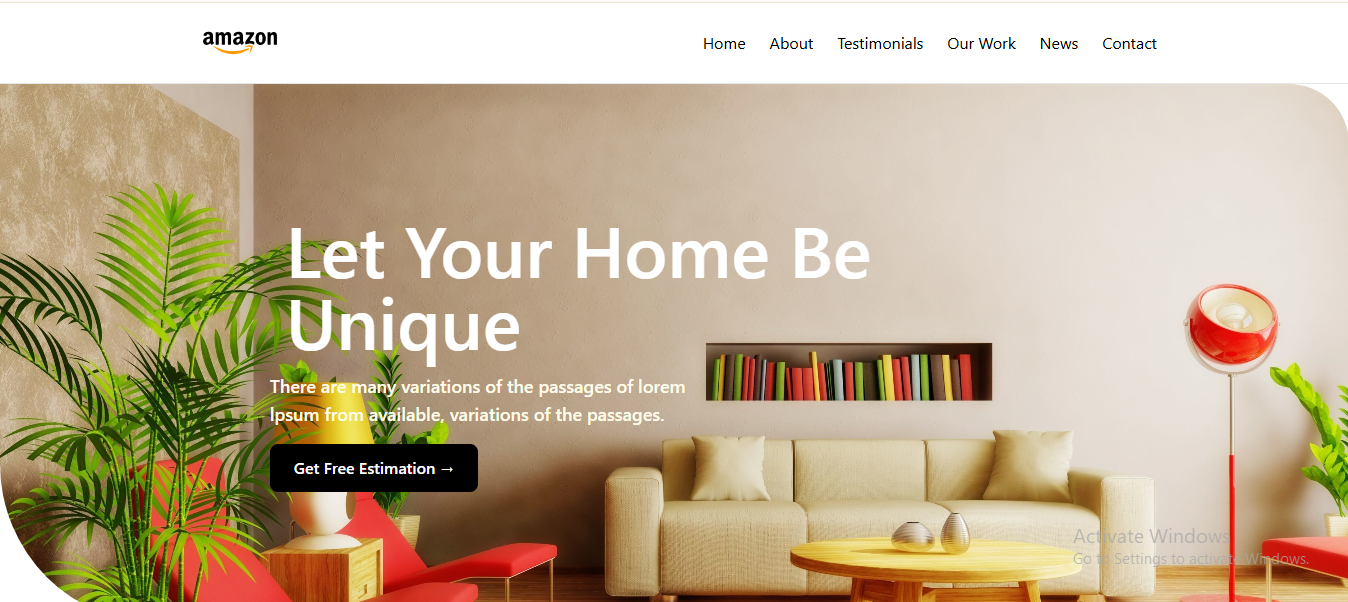 amazon
Home About Testimonials Our Work News Contact
Let Your Home Be
Unique
There are many variations of the passages of lorem
Ipsum from available, variations of the passages.
Get Free Estimation →
Activate Windows
Go to Settings to activate Windows.